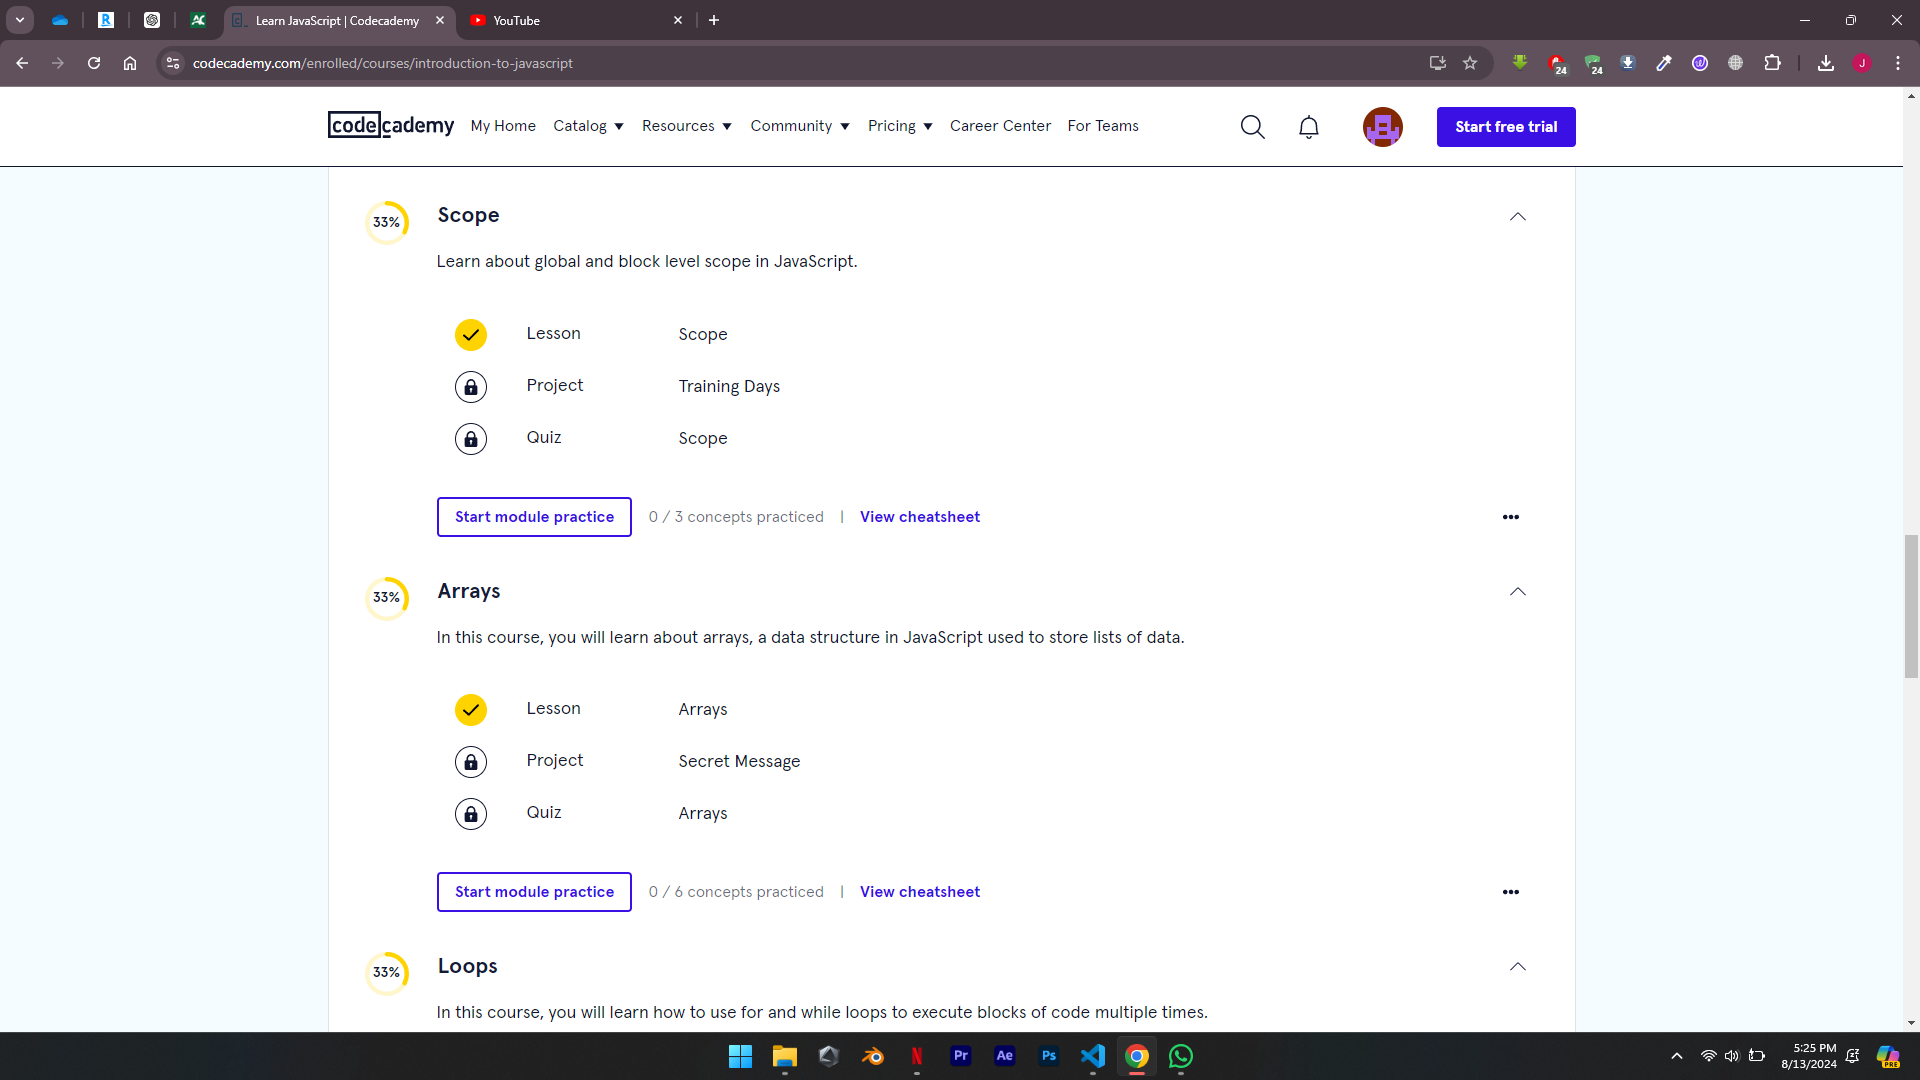 Learn JavaScript | Codecademy
YouTube
codecademy.com/enrolled/courses/introduction-to-javascript
24
24
J
codecademy
My Home
Catalog
Resources
Community
Pricing
Career Center
For Teams
Start free trial
33%
Scope
Learn about global and block level scope in JavaScript.
Lesson Scope
Project Training Days
Quiz Scope
Start module practice
0 / 3 concepts practiced
|
View cheatsheet
33%
Arrays
In this course, you will learn about arrays, a data structure in JavaScript used to store lists of data.
Lesson Arrays
Project Secret Message
Quiz Arrays
Start module practice
0 / 6 concepts practiced
|
View cheatsheet
33%
Loops
In this course, you will learn how to use for and while loops to execute blocks of code multiple times.
N
Pr
Ae
Ps
5:25 PM
8/13/2024
PRE